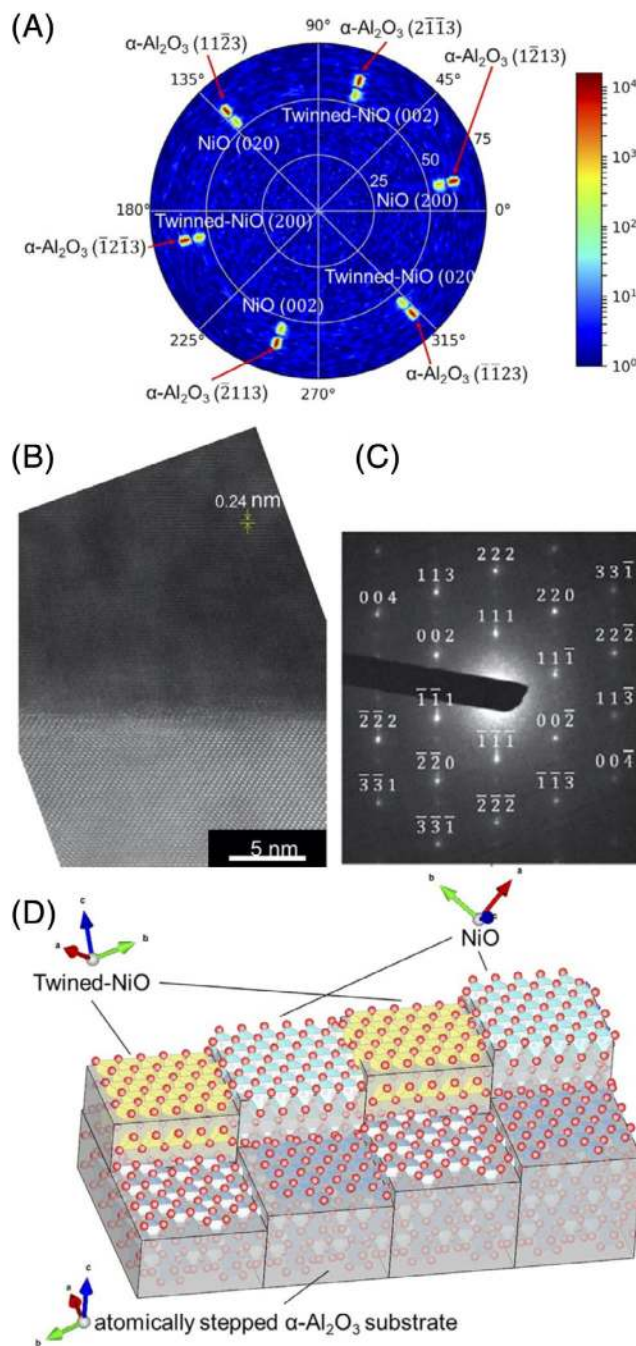 (A)
90°
α-Al₂O₃ (2̄1̄13)
α-Al₂O₃ (112̄3)
α-Al₂O₃ (12̄13)
10⁴
135°
45°
Twinned-NiO (002)
75
NiO (020)
50
10³
25
NiO (200)
180°
0°
Twinned-NiO (200)
10²
α-Al₂O₃ (1̄21̄3)
Twinned-NiO (020)
NiO (002)
10¹
225°
315°
α-Al₂O₃ (1̄1̄23)
α-Al₂O₃ (2̄113)
270°
10⁰
(B)
(C)
0.24 nm
2 2 2
3 3 1̄
1 1 3
0 0 4
2 2 0
1 1 1
2 2 2̄
0 0 2
1 1 1̄
1 1 3̄
1̄ 1̄ 1
2̄ 2̄ 2
0 0 2̄
1̄ 1̄ 1̄
0 0 4̄
2̄ 2̄ 0
3̄ 3̄ 1
1̄ 1̄ 3̄
2̄ 2̄ 2̄
3̄ 3̄ 1̄
5 nm
(D)
c
a
b
b
a
NiO
Twined-NiO
c
a
b
atomically stepped α-Al₂O₃ substrate